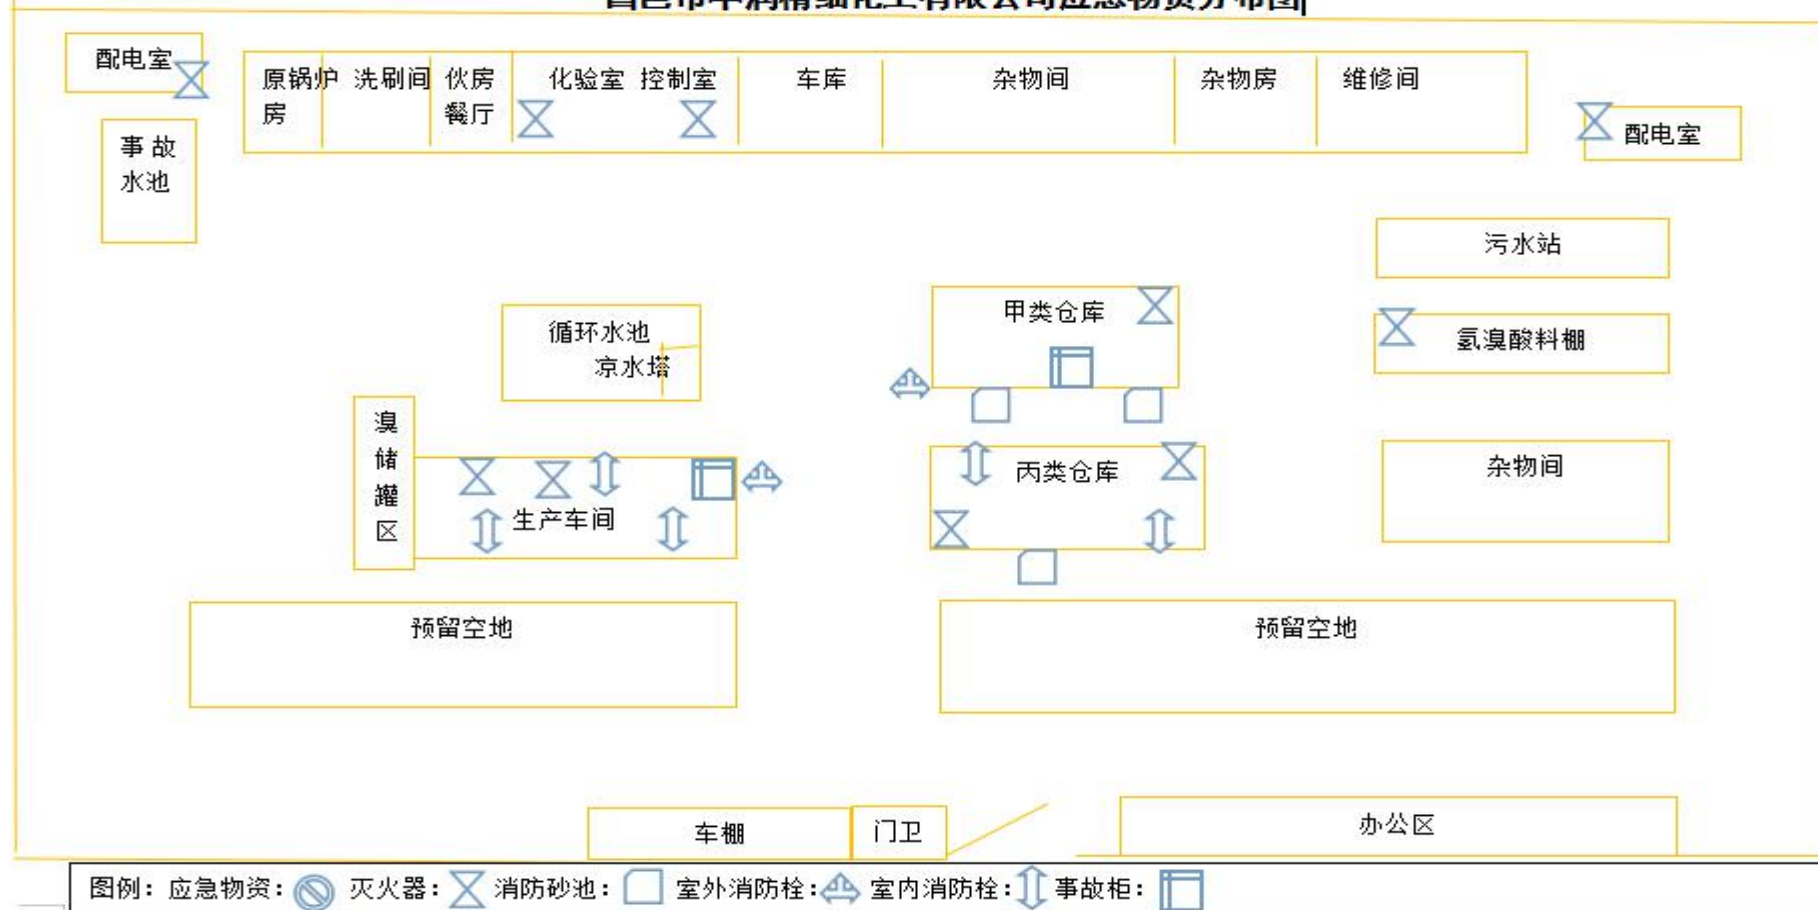 配电室
原锅炉房
洗刷间
伙房
餐厅
化验室
控制室
车库
杂物间
杂物房
维修间
配电室
事故
水池
污水站
甲类仓库
循环水池
凉水塔
氢溴酸料棚
溴储罐区
丙类仓库
杂物间
生产车间
预留空地
预留空地
车棚
门卫
办公区
图例：应急物资： 灭火器： 消防砂池： 室外消防栓： 室内消防栓： 事故柜：